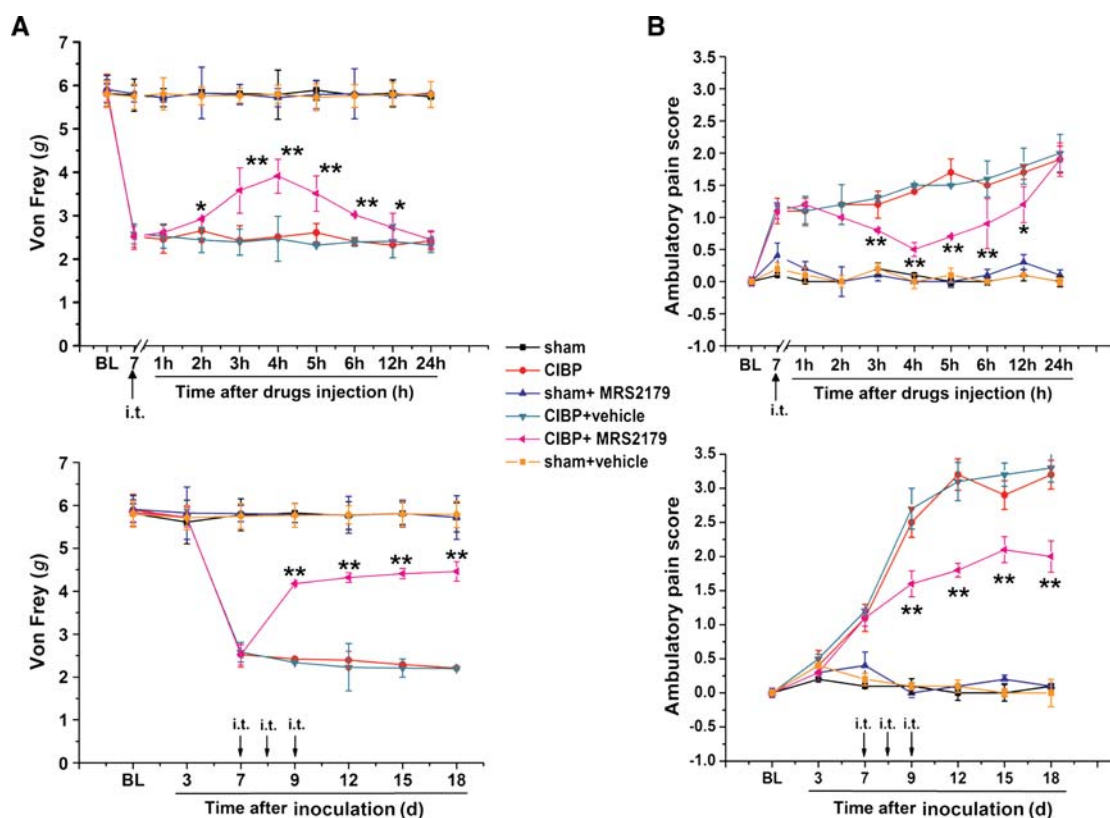 A
7
6
5
4
3
2
1
0
Von Frey (g)
BL 7 1h 2h 3h 4h 5h 6h 12h 24h
Time after drugs injection (h)
i.t.
* ** ** ** ** *
B
3.5
3.0
2.5
2.0
1.5
1.0
0.5
0.0
-1.0
Ambulatory pain score
BL 7 1h 2h 3h 4h 5h 6h 12h 24h
Time after drugs injection (h)
i.t.
** ** ** ** *
sham
CIBP
sham+ MRS2179
CIBP+vehicle
CIBP+ MRS2179
sham+vehicle
7
6
5
4
3
2
1
0
Von Frey (g)
** ** ** **
i.t. i.t. i.t.
BL 3 7 9 12 15 18
Time after inoculation (d)
3.5
3.0
2.5
2.0
1.5
1.0
0.5
0.0
-1.0
Ambulatory pain score
** ** ** **
i.t. i.t. i.t.
BL 3 7 9 12 15 18
Time after inoculation (d)